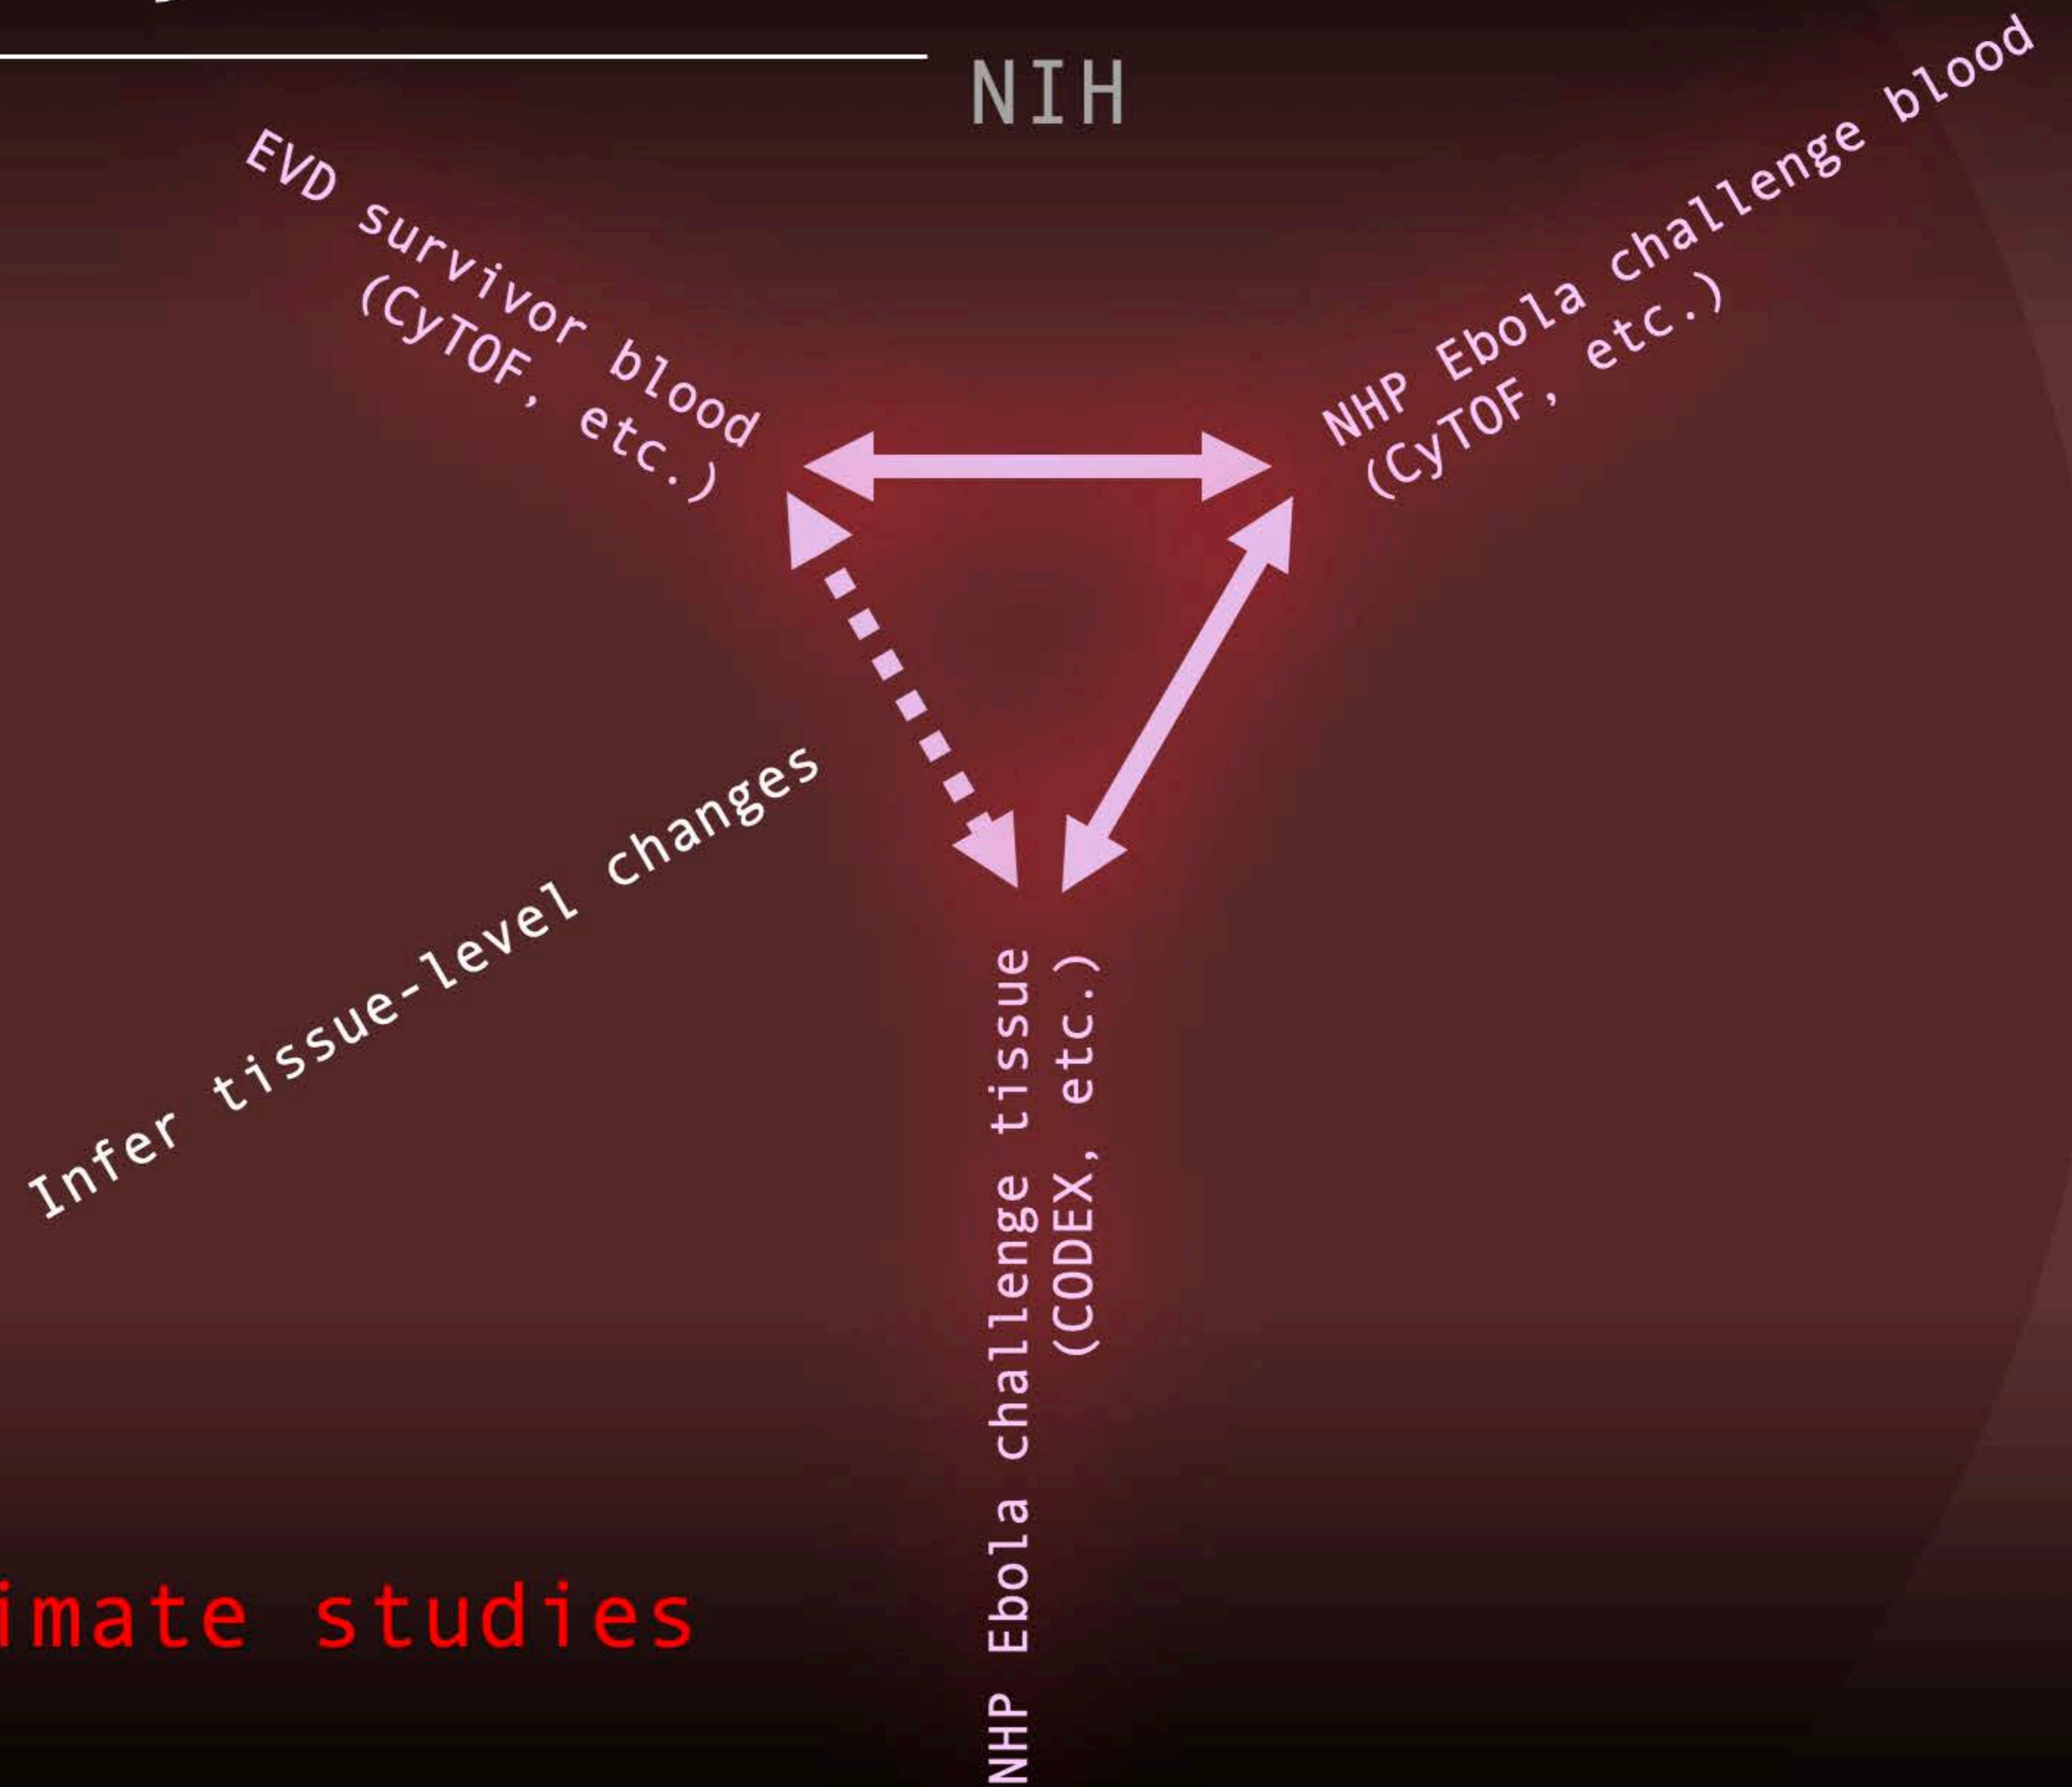 NIH
EVD survivor blood
(CyTOF, etc.)
NHP Ebola challenge blood
(CyTOF, etc.)
Infer tissue-level changes
NHP Ebola challenge tissue
(CODEX, etc.)
studies